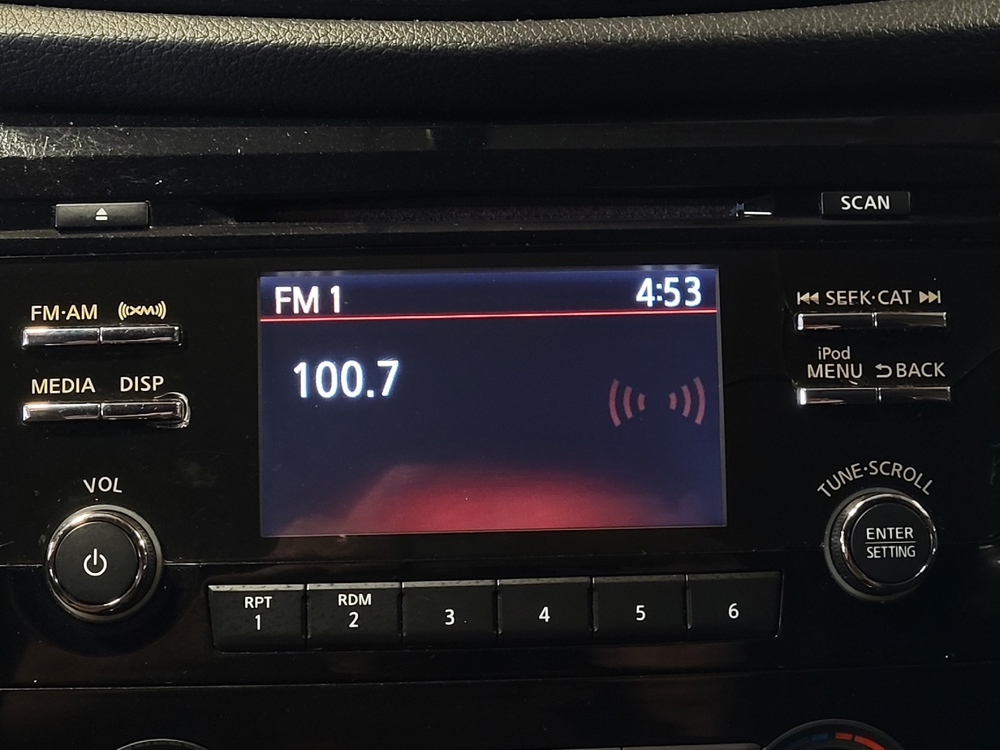 SCAN
FM·AM XM
SEEK·CAT
FM 1 4:53
iPod
MENU BACK
MEDIA DISP
100.7
VOL
TUNE·SCROLL
ENTER
SETTING
RPT RDM
1 2 3 4 5 6